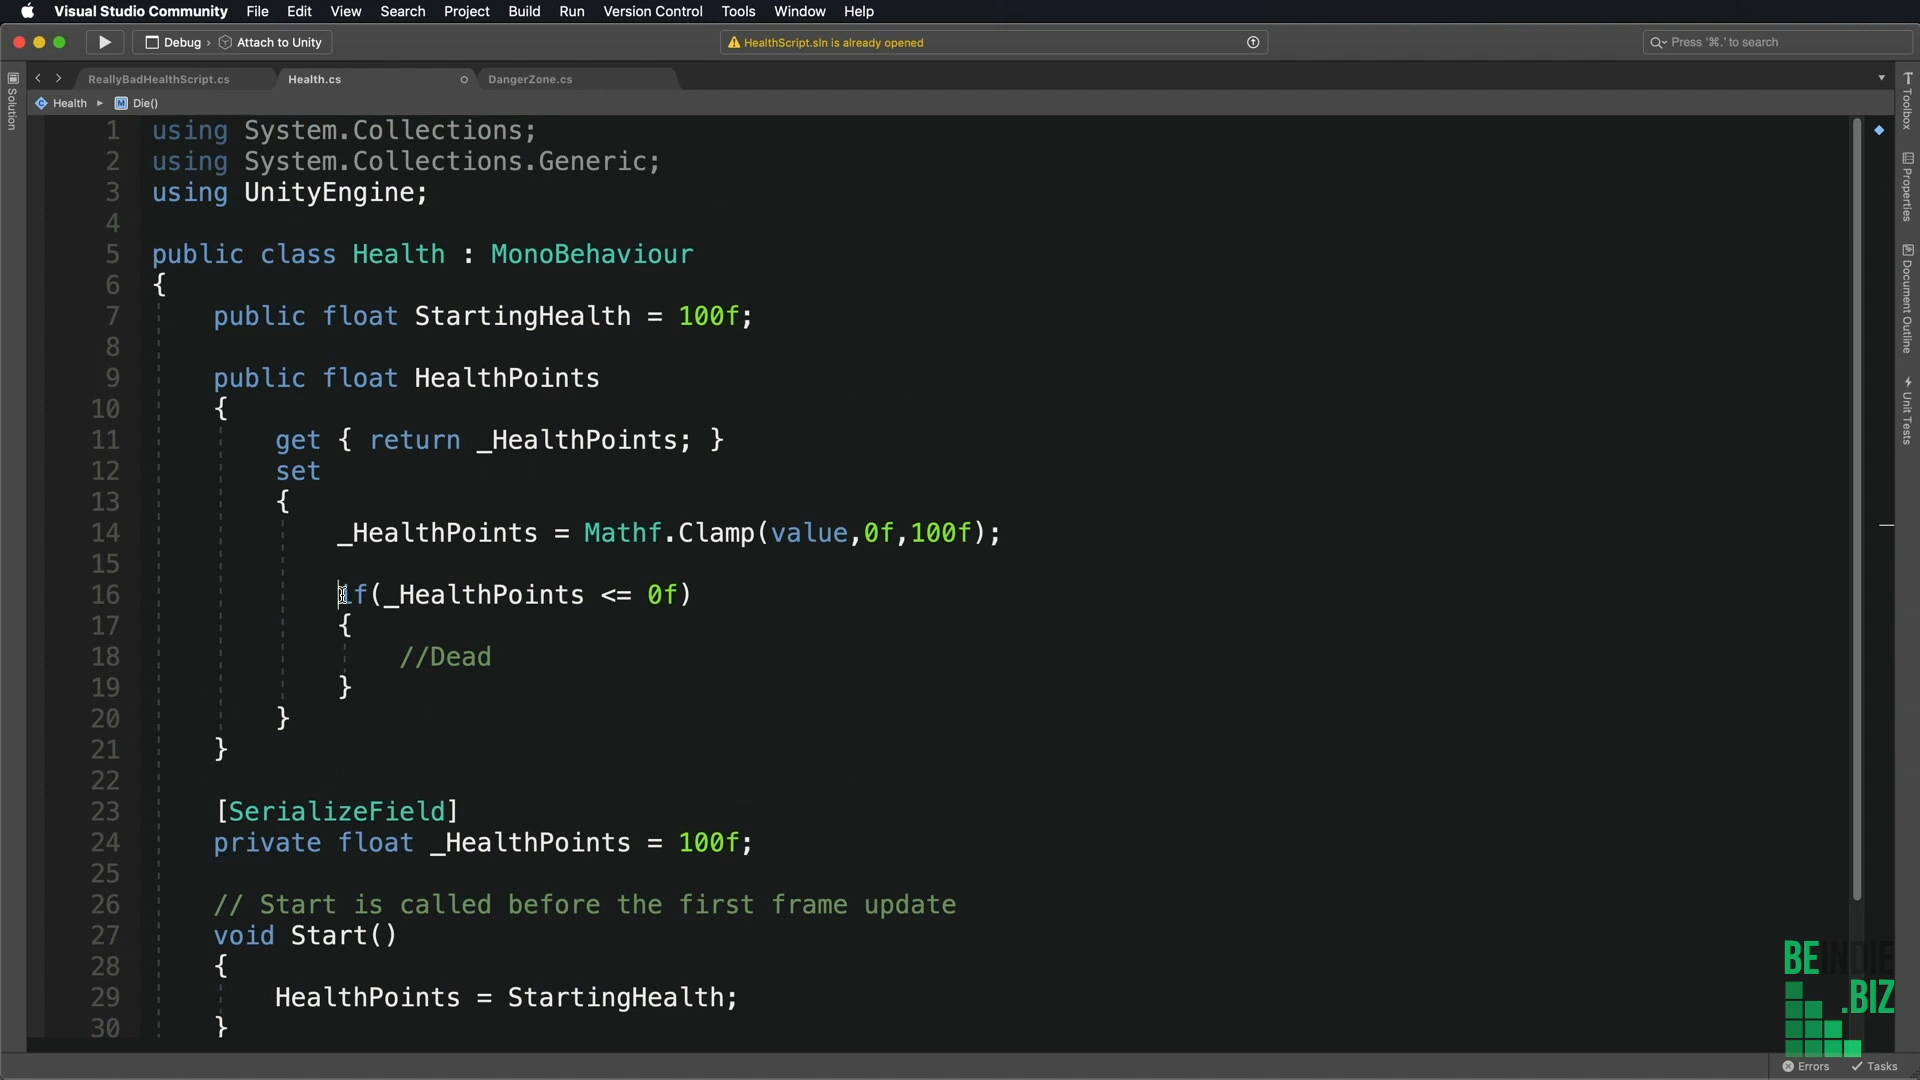 Visual Studio Community File Edit View Search Project Build Run Version Control Tools Window Help
Debug › Attach to Unity
HealthScript.sln is already opened
Press '⌘.' to search
ReallyBadHealthScript.cs Health.cs DangerZone.cs
Health ▸ M Die()
Solution
Toolbox
Properties
Document Outline
Unit Tests
1 using System.Collections;
2 using System.Collections.Generic;
3 using UnityEngine;
4
5 public class Health : MonoBehaviour
6 {
7 public float StartingHealth = 100f;
8
9 public float HealthPoints
10 {
11 get { return _HealthPoints; }
12 set
13 {
14 _HealthPoints = Mathf.Clamp(value,0f,100f);
15
16 if(_HealthPoints <= 0f)
17 {
18 //Dead
19 }
20 }
21 }
22
23 [SerializeField]
24 private float _HealthPoints = 100f;
25
26 // Start is called before the first frame update
27 void Start()
28 {
29 HealthPoints = StartingHealth;
30 }
BEINDIE
.BIZ
Errors Tasks